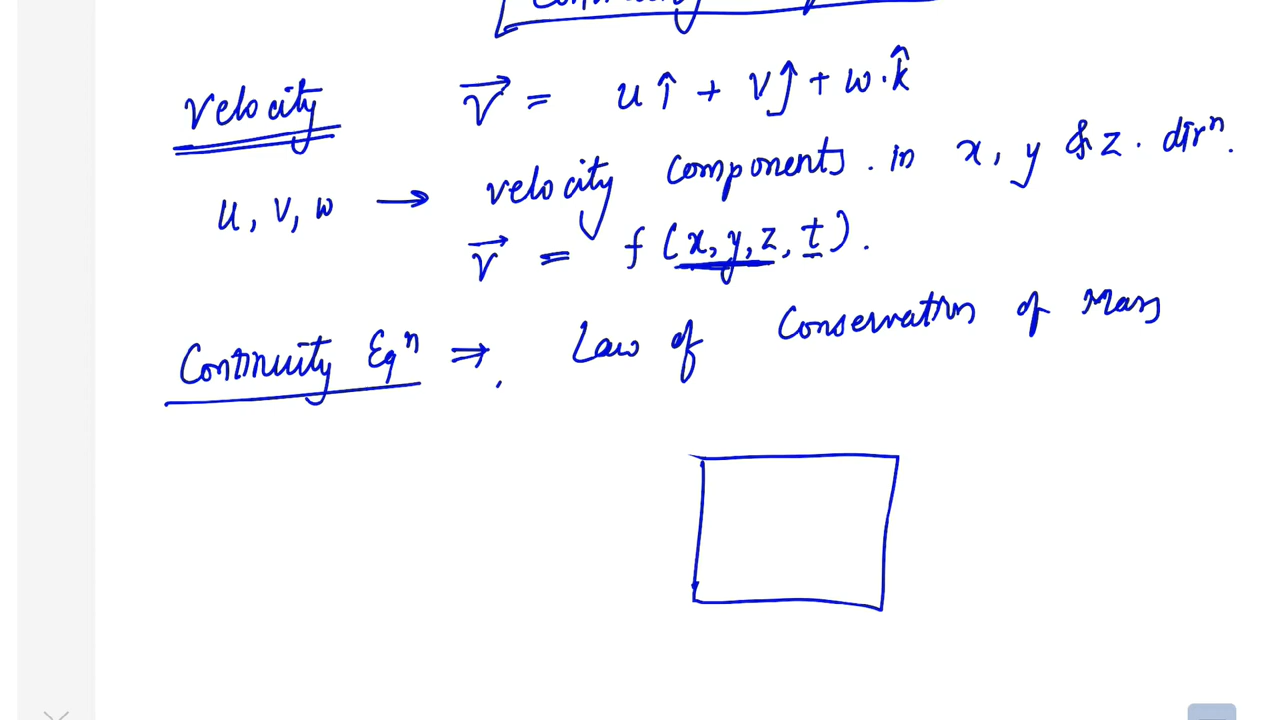 Velocity V⃗ = u î + v ĵ + w · k̂
u, v, w → velocity components. in x, y & z. dirⁿ.
V⃗ = f (x, y, z, t).
Continuity Eqⁿ ⇒ Law of Conservation of Mass